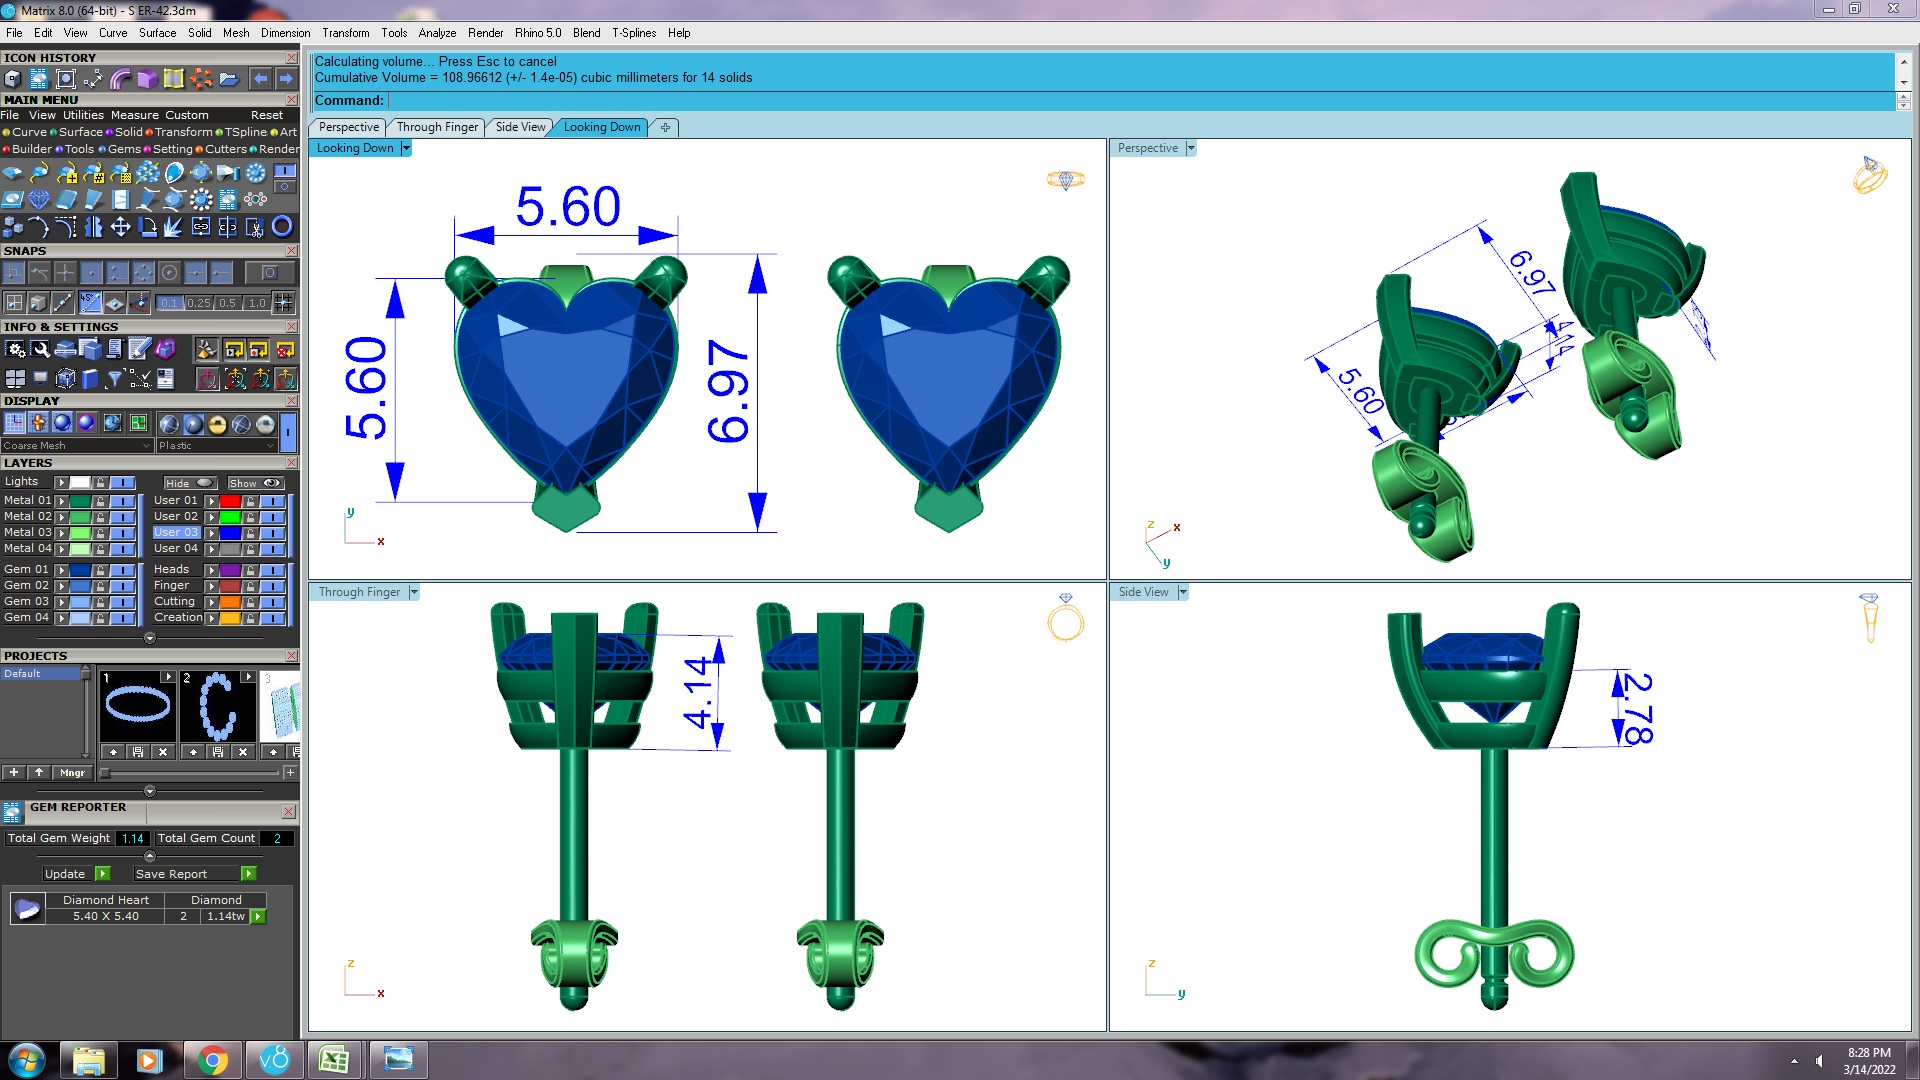 Matrix 8.0 (64-bit) - S ER-42.3dm
File Edit View Curve Surface Solid Mesh Dimension Transform Tools Analyze Render Rhino 5.0 Blend T-Splines Help
ICON HISTORY
MAIN MENU
File View Utilities Measure Custom Reset
Curve Surface Solid Transform TSpline Art
Builder Tools Gems Setting Cutters Render
SNAPS
45°
0.1 0.25 0.5 1.0
INFO & SETTINGS
DISPLAY
Coarse Mesh Plastic
LAYERS
Lights Hide Show
Metal 01 User 01
Metal 02 User 02
Metal 03 User 03
Metal 04 User 04
Gem 01 Heads
Gem 02 Finger
Gem 03 Cutting
Gem 04 Creation
PROJECTS
Default
1 2 3
Mngr
GEM REPORTER
Total Gem Weight 1.14 Total Gem Count 2
Update Save Report
Diamond Heart Diamond
5.40 X 5.40 2 1.14tw
Calculating volume... Press Esc to cancel
Cumulative Volume = 108.96612 (+/- 1.4e-05) cubic millimeters for 14 solids
Command:
Perspective Through Finger Side View Looking Down
Looking Down
5.60
5.60
6.97
y
x
Perspective
6.97
5.60
z
x
y
Through Finger
4.14
z
x
Side View
2.78
z
y
v8
8:28 PM
3/14/2022